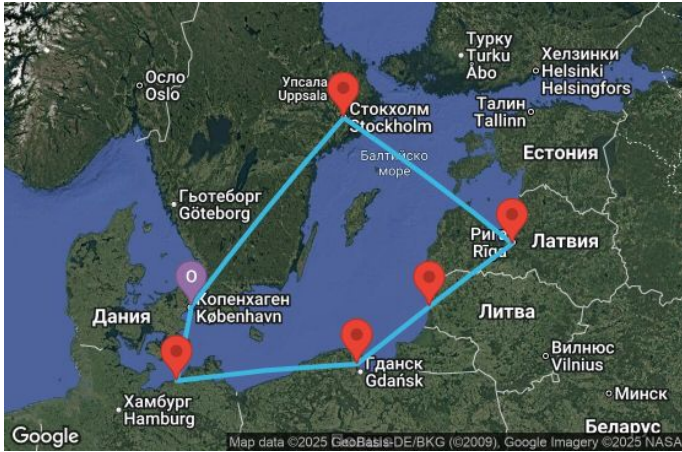 Турку
Turku
Åbo
Хелзинки
Helsinki
Helsingfors
Осло
Oslo
Упсала
Uppsala
Стокхолм
Stockholm
Талин
Tallinn
Балтийско
море
Естония
Гьотеборг
Göteborg
Рига
Rīga
Латвия
O
Копенхаген
København
Дания
Литва
Гданск
Gdańsk
Вилнюс
Vilnius
Хамбург
Hamburg
Минск
Беларус
Google
Map data ©2025 GeoBasis-DE/BKG (©2009), Google Imagery ©2025 NASA